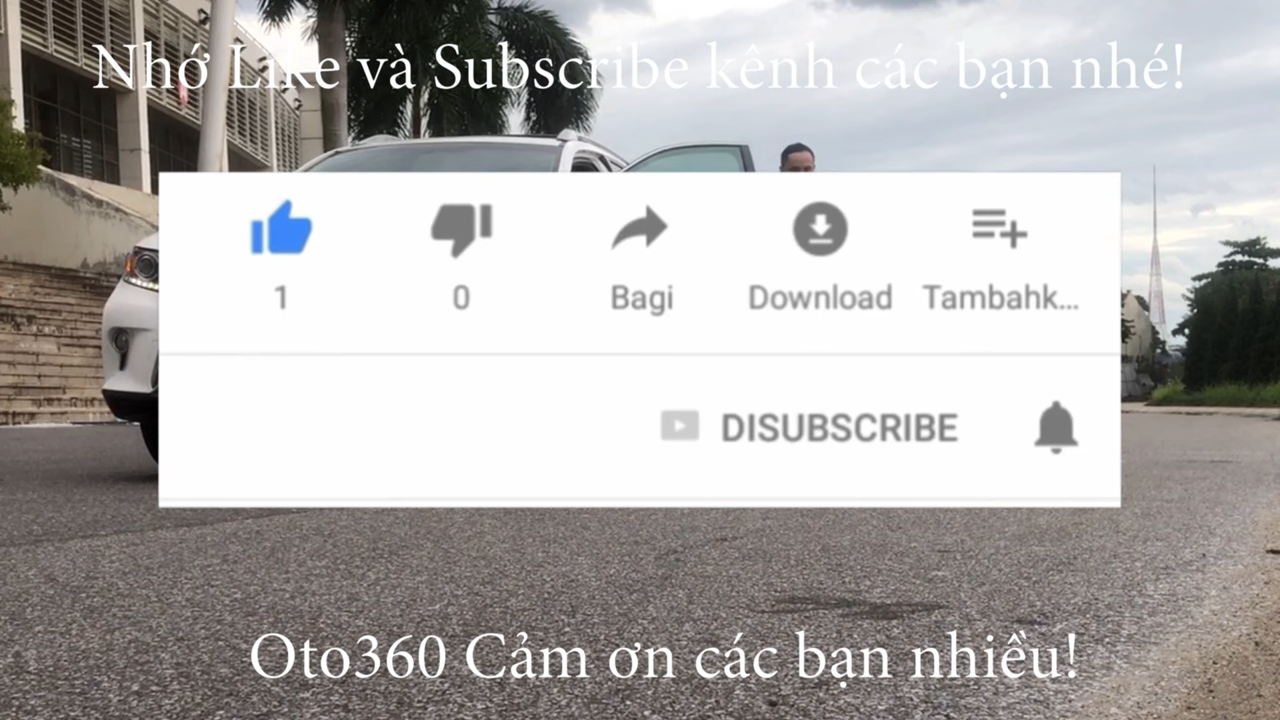 Nhớ Like và Subscribe kênh các bạn nhé!
1 0 Bagi Download Tambahk...
DISUBSCRIBE
Oto360 Cảm ơn các bạn nhiều!